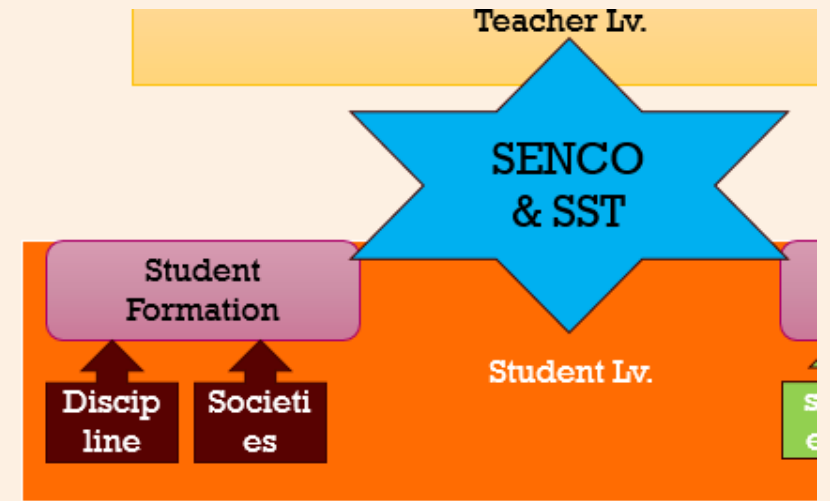 Teacher Lv.
SENCO
& SST
Student
Formation
Student Lv.
Discip
line
Societi
es
s
e